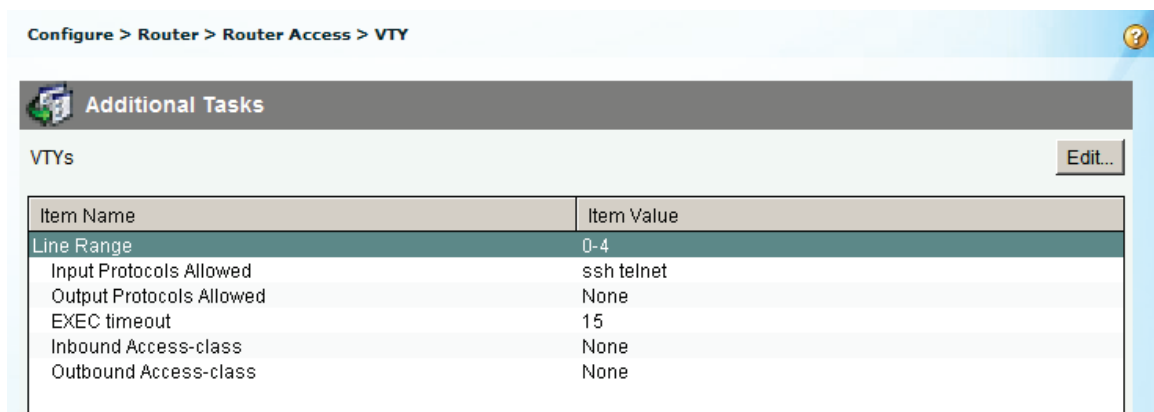 Configure > Router > Router Access > VTY
?
Additional Tasks
VTYs
Edit...
Item Name Item Value
Line Range 0-4
Input Protocols Allowed ssh telnet
Output Protocols Allowed None
EXEC timeout 15
Inbound Access-class None
Outbound Access-class None